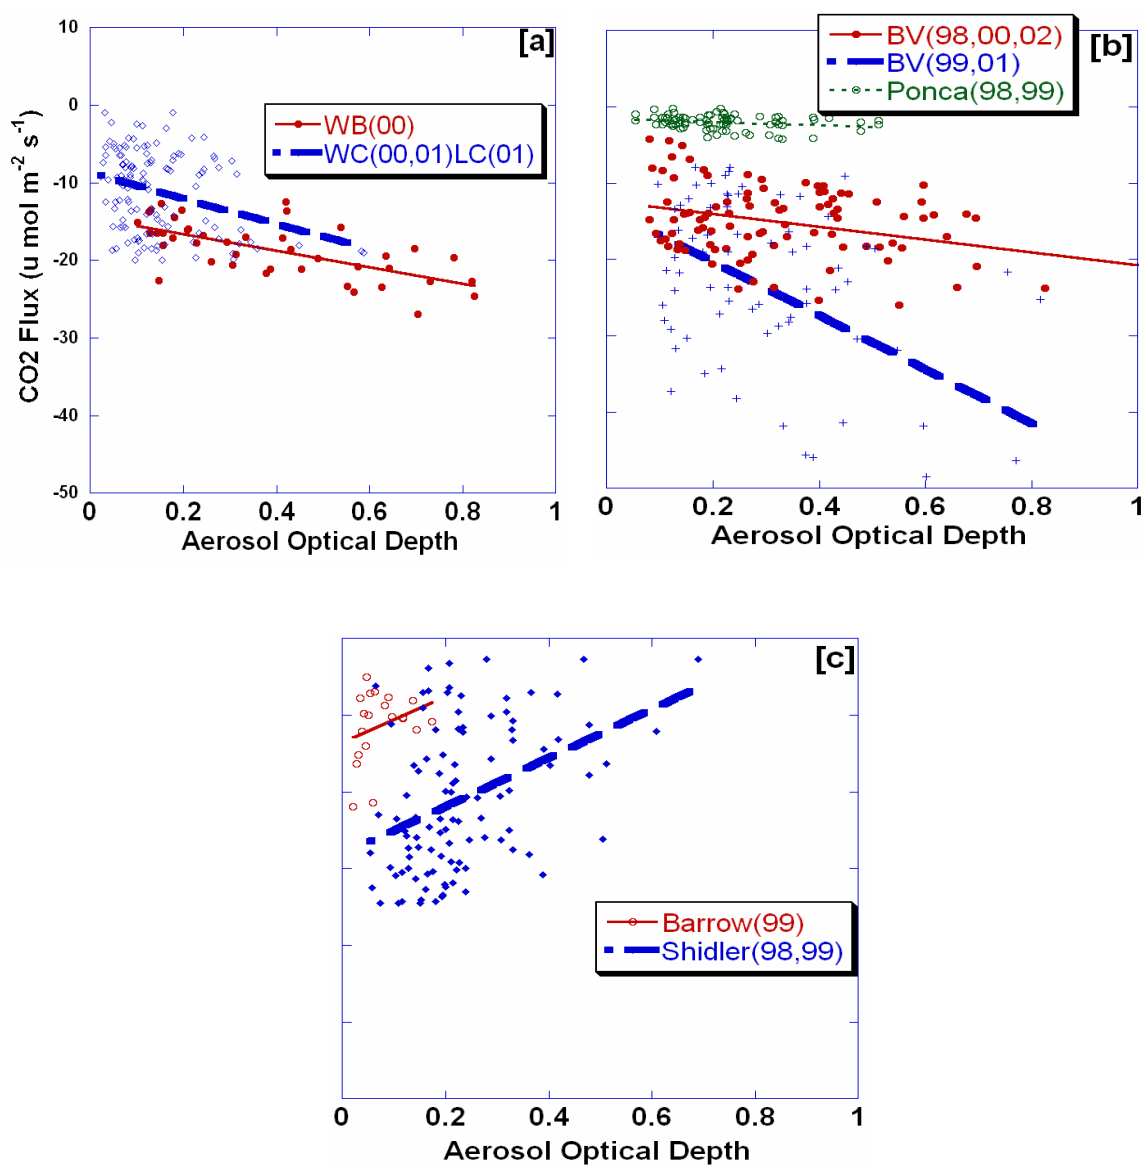 [a]
10
0
-10
-20
-30
-40
-50
CO2 Flux (u mol m-2 s-1)
WB(00)
WC(00,01)LC(01)
0 0.2 0.4 0.6 0.8 1
Aerosol Optical Depth
[b]
BV(98,00,02)
BV(99,01)
Ponca(98,99)
0 0.2 0.4 0.6 0.8 1
Aerosol Optical Depth
[c]
Barrow(99)
Shidler(98,99)
0 0.2 0.4 0.6 0.8 1
Aerosol Optical Depth